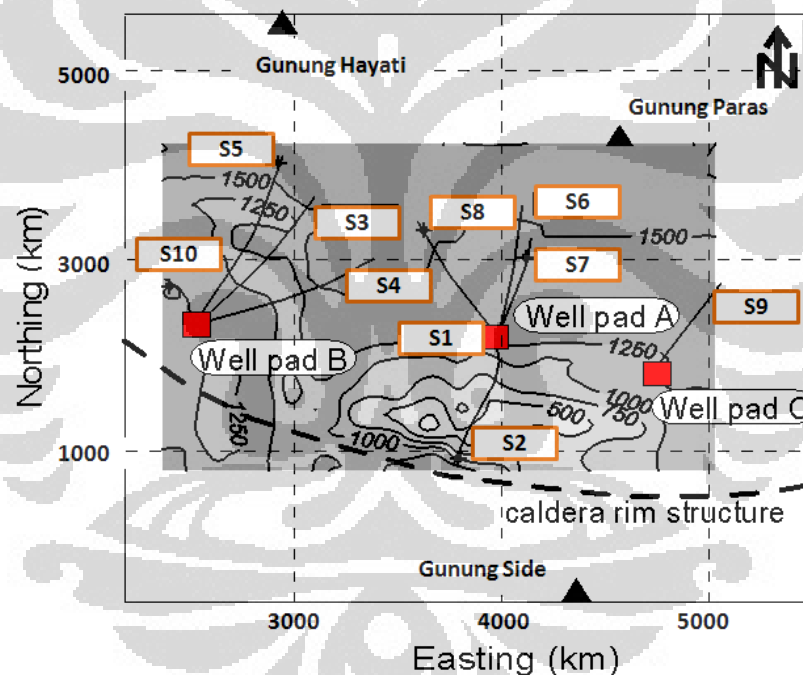 N
5000
Gunung Hayati
Gunung Paras
S5
1500
1250
S3
S8
S6
S10
1500
3000
S7
S4
S9
S1
Well pad A
1250
Well pad B
1000
Well pad C
750
500
1250
1000
S2
1000
caldera rim structure
Gunung Side
3000
4000
5000
Northing (km)
Easting (km)